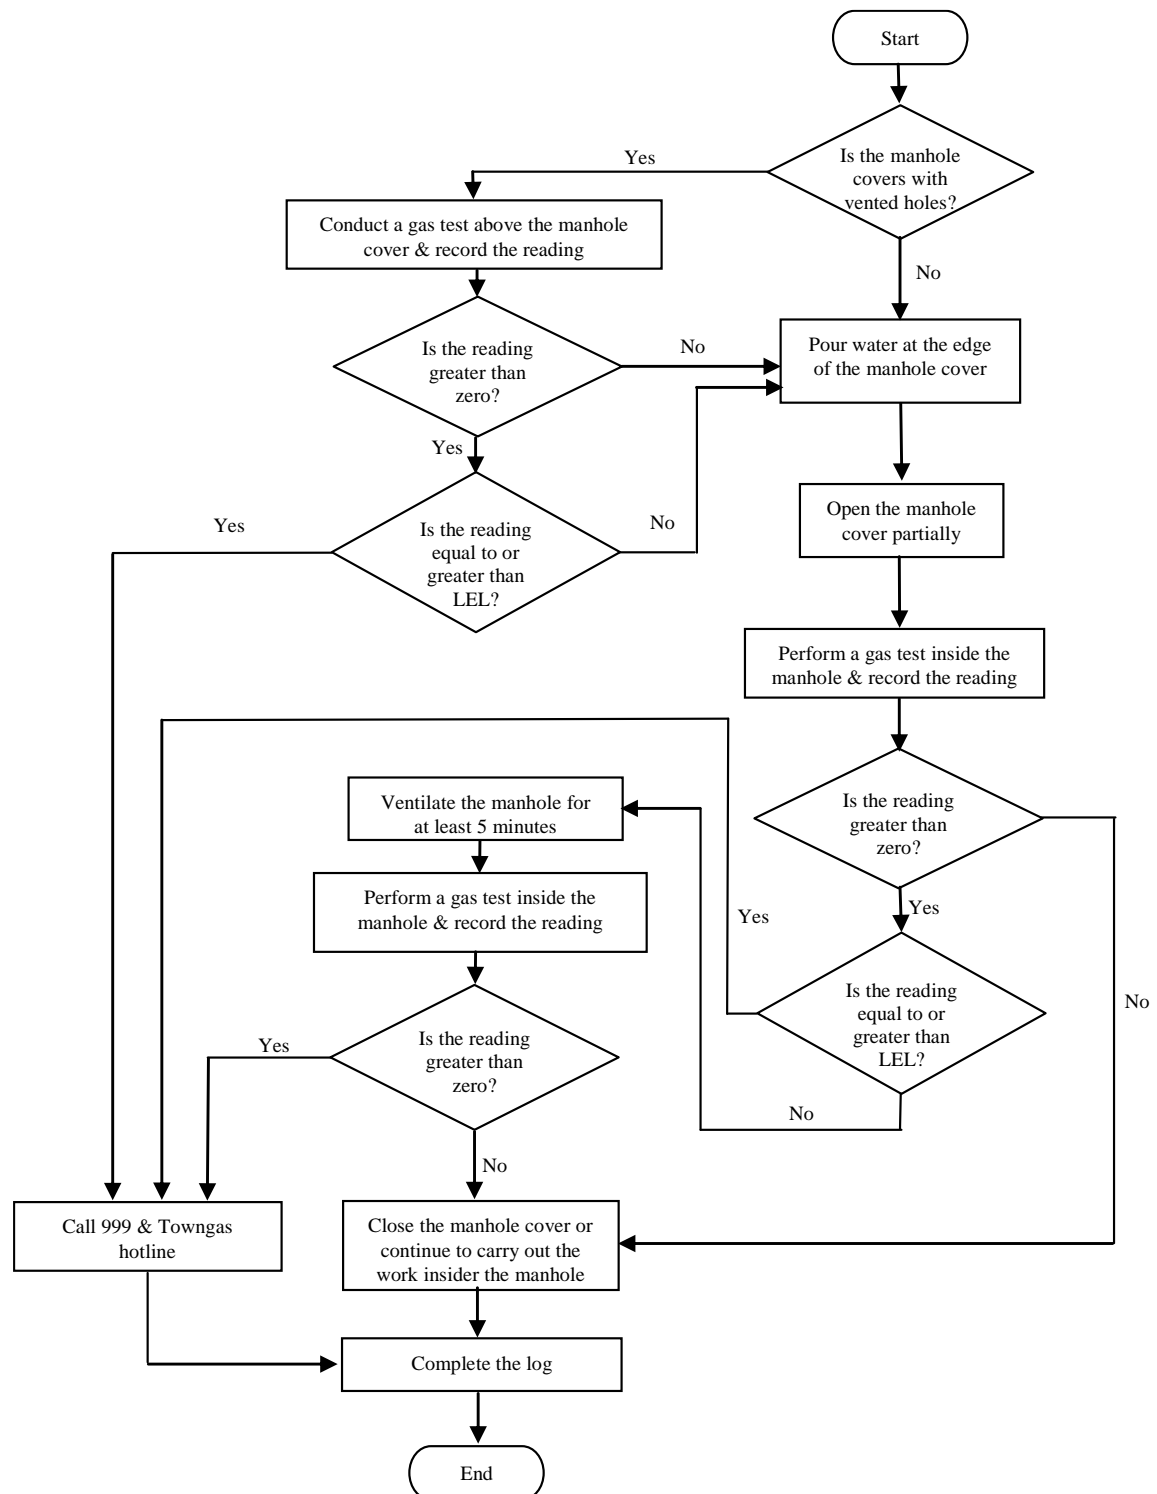 Start
Is the manhole
covers with
vented holes?
Yes
No
Conduct a gas test above the manhole
cover & record the reading
Is the reading
greater than
zero?
No
Pour water at the edge
of the manhole cover
Yes
Is the reading
equal to or
greater than
LEL?
Yes
No
Open the manhole
cover partially
Perform a gas test inside the
manhole & record the reading
Is the reading
greater than
zero?
Yes
No
Is the reading
equal to or
greater than
LEL?
Yes
No
Ventilate the manhole for
at least 5 minutes
Perform a gas test inside the
manhole & record the reading
Is the reading
greater than
zero?
Yes
No
Call 999 & Towngas
hotline
Close the manhole cover or
continue to carry out the
work insider the manhole
Complete the log
End